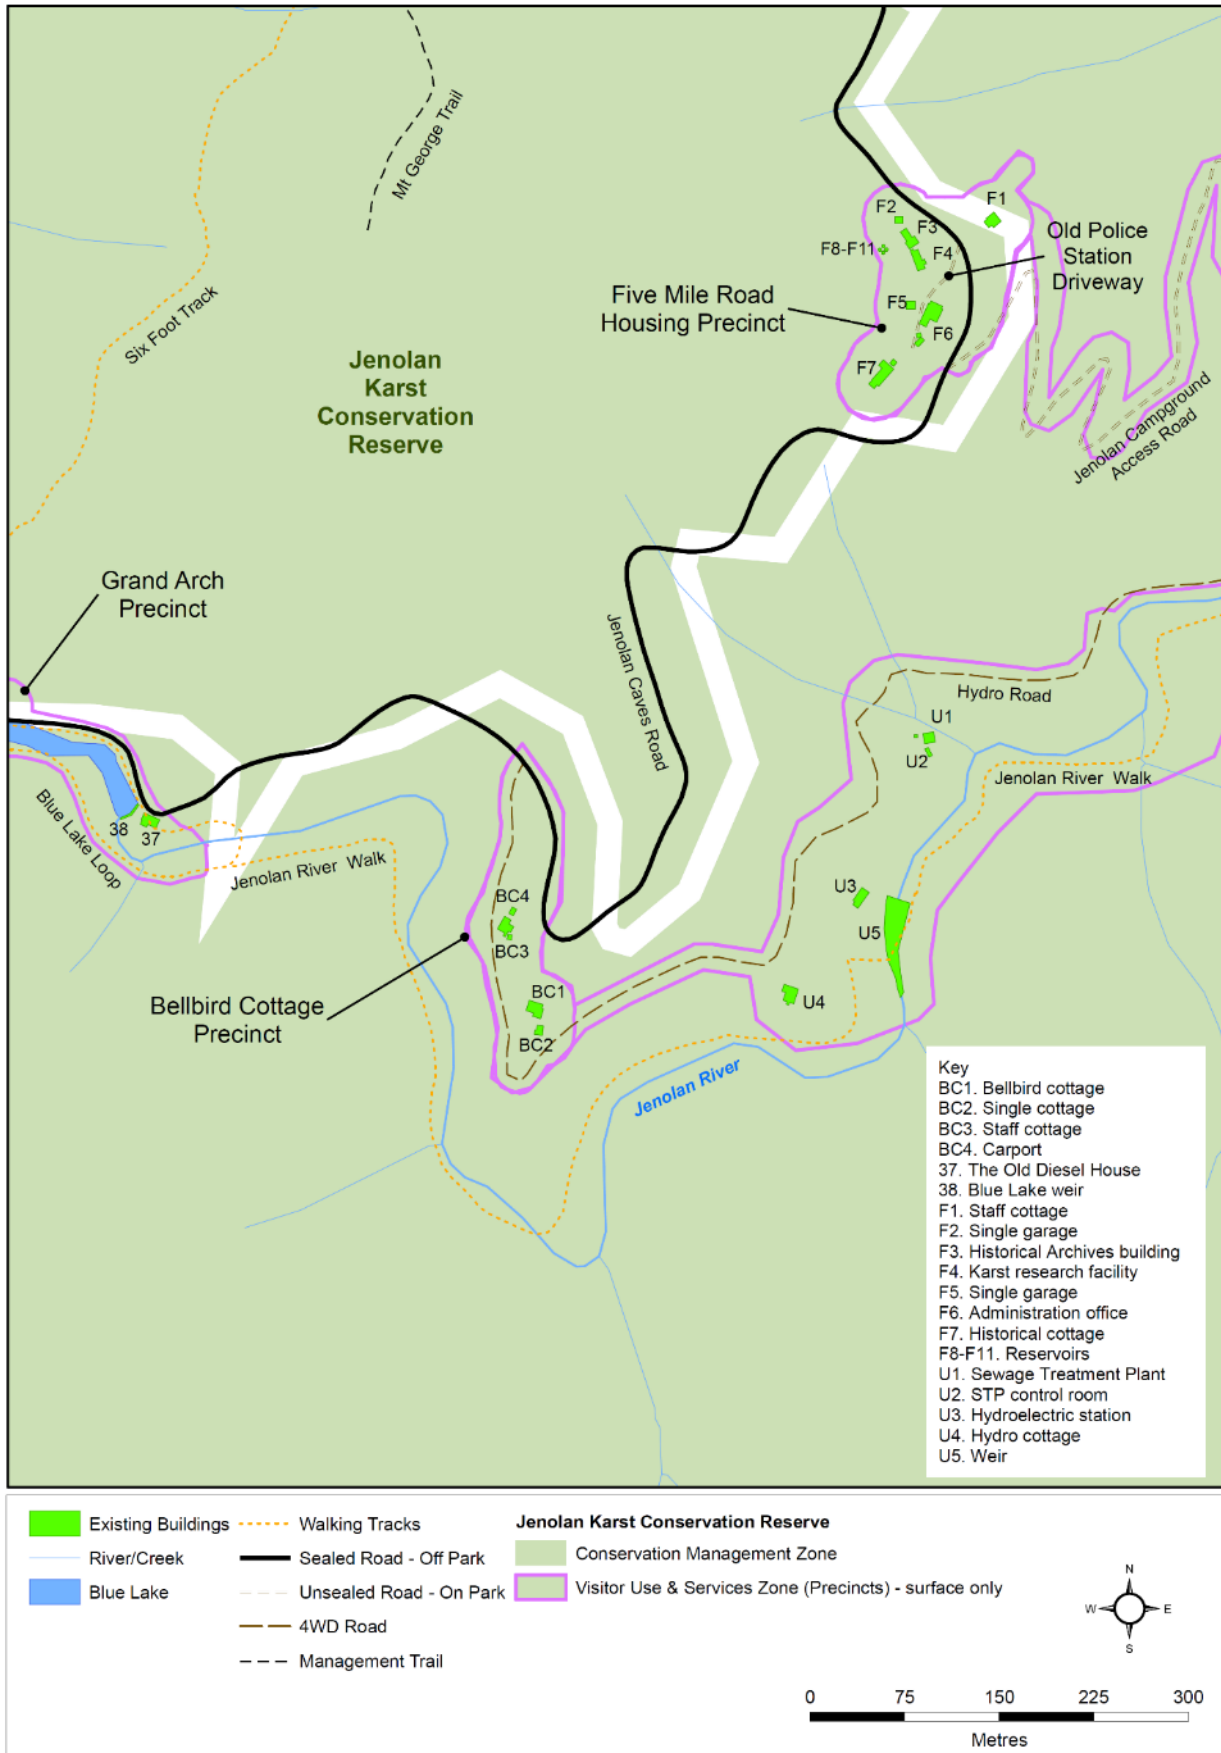 Mt George Trail
Six Foot Track
F1
F2
F3
F4
F8-F11
Old Police
Station
Driveway
Five Mile Road
Housing Precinct
F5
F6
F7
Jenolan
Karst
Conservation
Reserve
Jenolan Campground
Access Road
Grand Arch
Precinct
Jenolan Caves Road
Hydro Road
U1
U2
Jenolan River Walk
Blue Lake Loop
38
37
Jenolan River Walk
BC4
BC3
U3
U5
Bellbird Cottage
Precinct
BC1
BC2
U4
Jenolan River
Key
BC1. Bellbird cottage
BC2. Single cottage
BC3. Staff cottage
BC4. Carport
37. The Old Diesel House
38. Blue Lake weir
F1. Staff cottage
F2. Single garage
F3. Historical Archives building
F4. Karst research facility
F5. Single garage
F6. Administration office
F7. Historical cottage
F8-F11. Reservoirs
U1. Sewage Treatment Plant
U2. STP control room
U3. Hydroelectric station
U4. Hydro cottage
U5. Weir
Existing Buildings
River/Creek
Blue Lake
Walking Tracks
Sealed Road - Off Park
Unsealed Road - On Park
4WD Road
Management Trail
Jenolan Karst Conservation Reserve
Conservation Management Zone
Visitor Use & Services Zone (Precincts) - surface only
N
W E
S
0 75 150 225 300
Metres